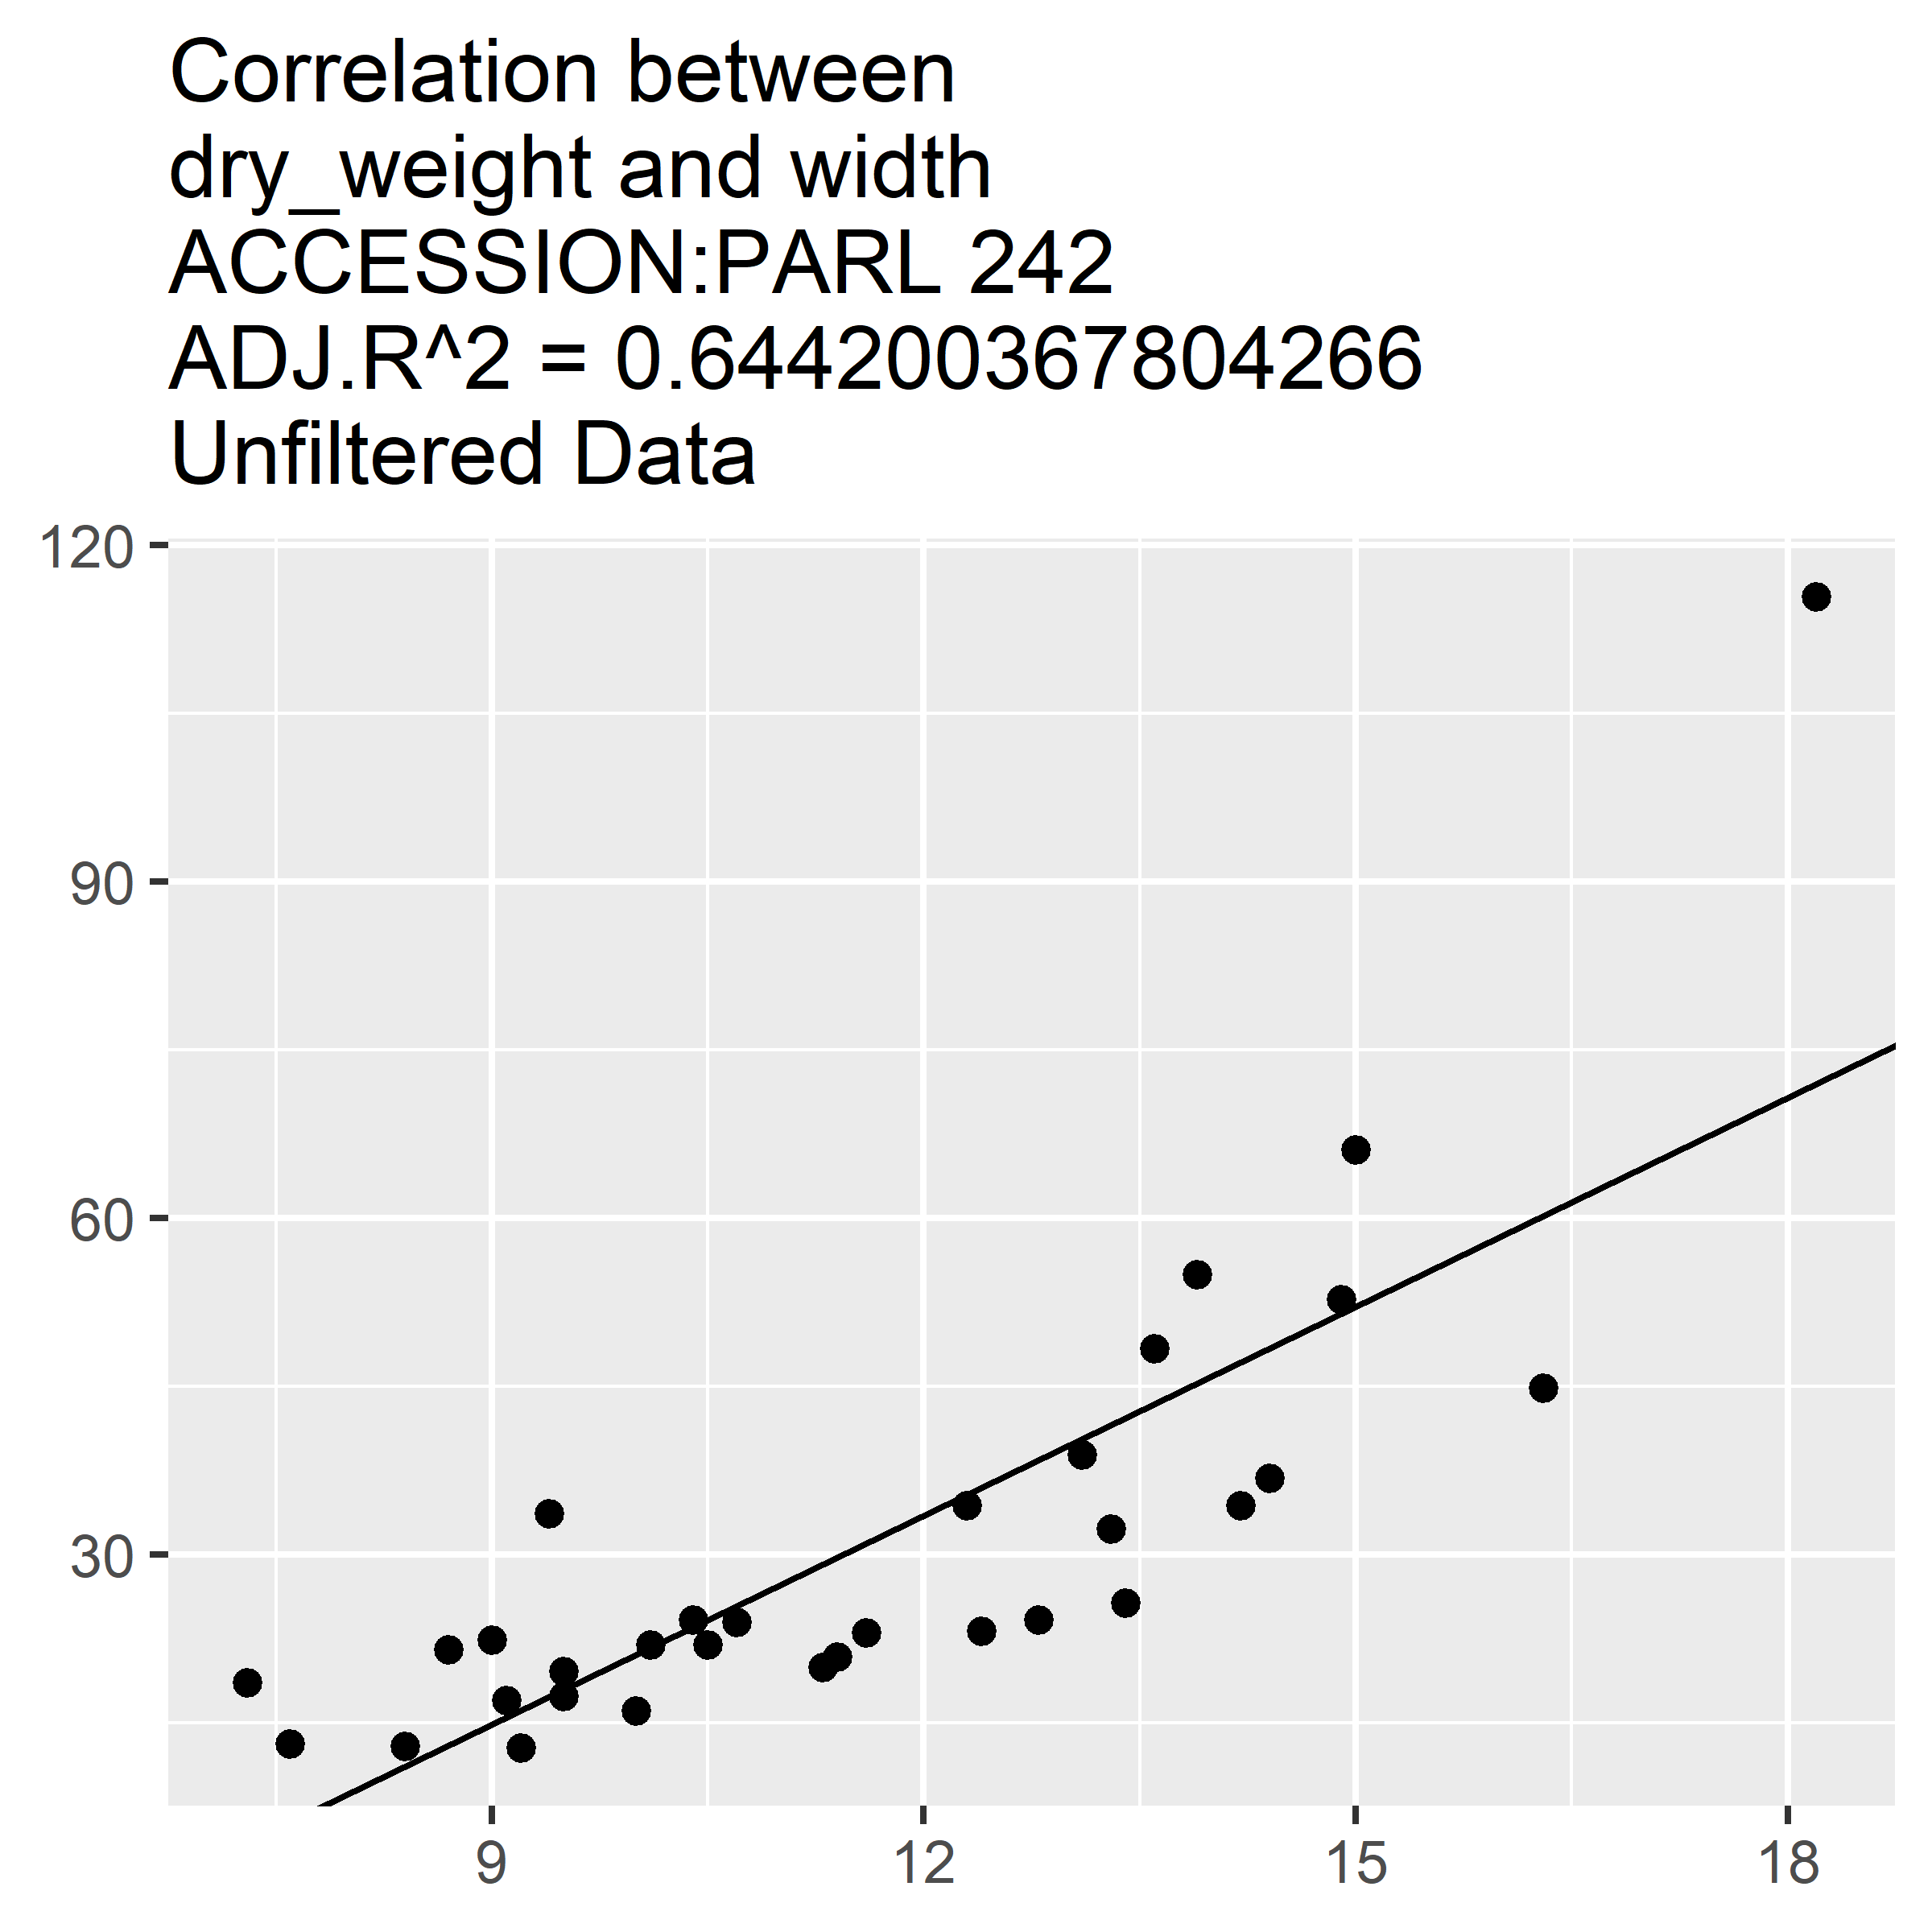 Correlation between
dry_weight and width
ACCESSION:PARL 242
ADJ.R^2 = 0.644200367804266
Unfiltered Data
120
90
60
30
9
12
15
18